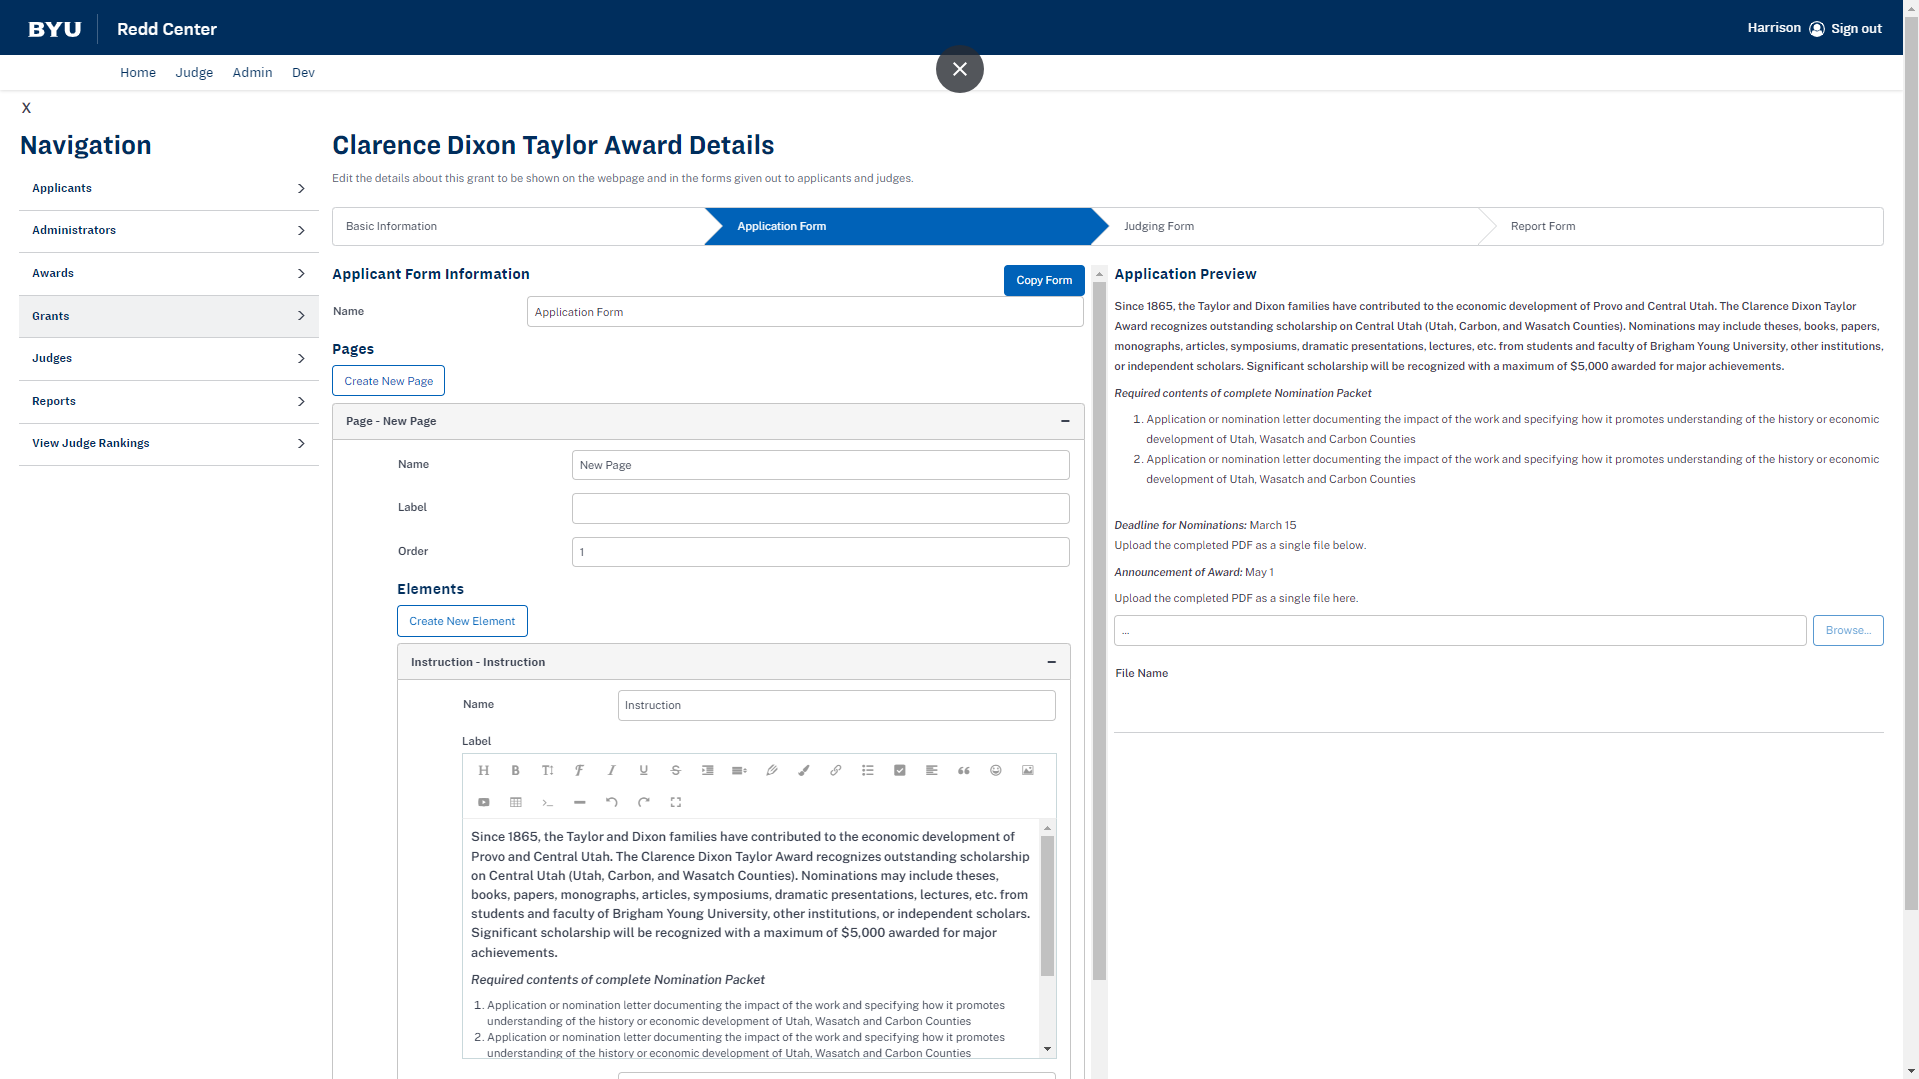 BYU Redd Center
Harrison Sign out
Home Judge Admin Dev
X
Navigation
Applicants
Administrators
Awards
Grants
Judges
Reports
View Judge Rankings
Clarence Dixon Taylor Award Details
Edit the details about this grant to be shown on the webpage and in the forms given out to applicants and judges.
Basic Information Application Form Judging Form Report Form
Applicant Form Information
Copy Form
Name Application Form
Pages
Create New Page
Page - New Page
Name New Page
Label
Order 1
Elements
Create New Element
Instruction - Instruction
Name Instruction
Label
Since 1865, the Taylor and Dixon families have contributed to the economic development of
Provo and Central Utah. The Clarence Dixon Taylor Award recognizes outstanding scholarship
on Central Utah (Utah, Carbon, and Wasatch Counties). Nominations may include theses,
books, papers, monographs, articles, symposiums, dramatic presentations, lectures, etc. from
students and faculty of Brigham Young University, other institutions, or independent scholars.
Significant scholarship will be recognized with a maximum of $5,000 awarded for major
achievements.
Required contents of complete Nomination Packet
1. Application or nomination letter documenting the impact of the work and specifying how it promotes
understanding of the history or economic development of Utah, Wasatch and Carbon Counties
2. Application or nomination letter documenting the impact of the work and specifying how it promotes
understanding of the history or economic development of Utah, Wasatch and Carbon Counties
Application Preview
Since 1865, the Taylor and Dixon families have contributed to the economic development of Provo and Central Utah. The Clarence Dixon Taylor
Award recognizes outstanding scholarship on Central Utah (Utah, Carbon, and Wasatch Counties). Nominations may include theses, books, papers,
monographs, articles, symposiums, dramatic presentations, lectures, etc. from students and faculty of Brigham Young University, other institutions,
or independent scholars. Significant scholarship will be recognized with a maximum of $5,000 awarded for major achievements.
Required contents of complete Nomination Packet
1. Application or nomination letter documenting the impact of the work and specifying how it promotes understanding of the history or economic
development of Utah, Wasatch and Carbon Counties
2. Application or nomination letter documenting the impact of the work and specifying how it promotes understanding of the history or economic
development of Utah, Wasatch and Carbon Counties
Deadline for Nominations: March 15
Upload the completed PDF as a single file below.
Announcement of Award: May 1
Upload the completed PDF as a single file here.
... Browse...
File Name